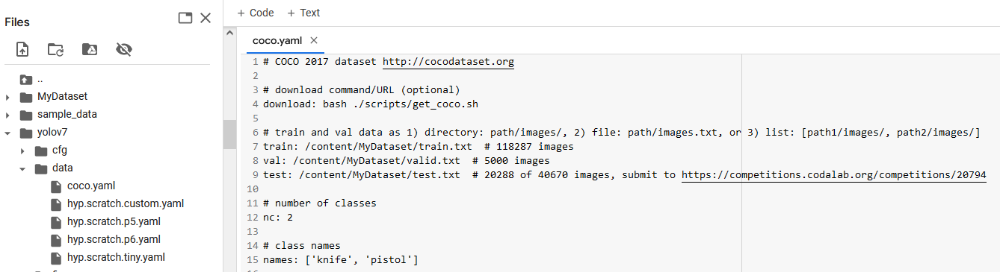 Files
..
MyDataset
sample_data
yolov7
cfg
data
coco.yaml
hyp.scratch.custom.yaml
hyp.scratch.p5.yaml
hyp.scratch.p6.yaml
hyp.scratch.tiny.yaml
+ Code + Text
coco.yaml ×
1 # COCO 2017 dataset http://cocodataset.org
2
3 # download command/URL (optional)
4 download: bash ./scripts/get_coco.sh
5
6 # train and val data as 1) directory: path/images/, 2) file: path/images.txt, or 3) list: [path1/images/, path2/images/]
7 train: /content/MyDataset/train.txt  # 118287 images
8 val: /content/MyDataset/valid.txt  # 5000 images
9 test: /content/MyDataset/test.txt  # 20288 of 40670 images, submit to https://competitions.codalab.org/competitions/20794
10
11 # number of classes
12 nc: 2
13
14 # class names
15 names: ['knife', 'pistol']